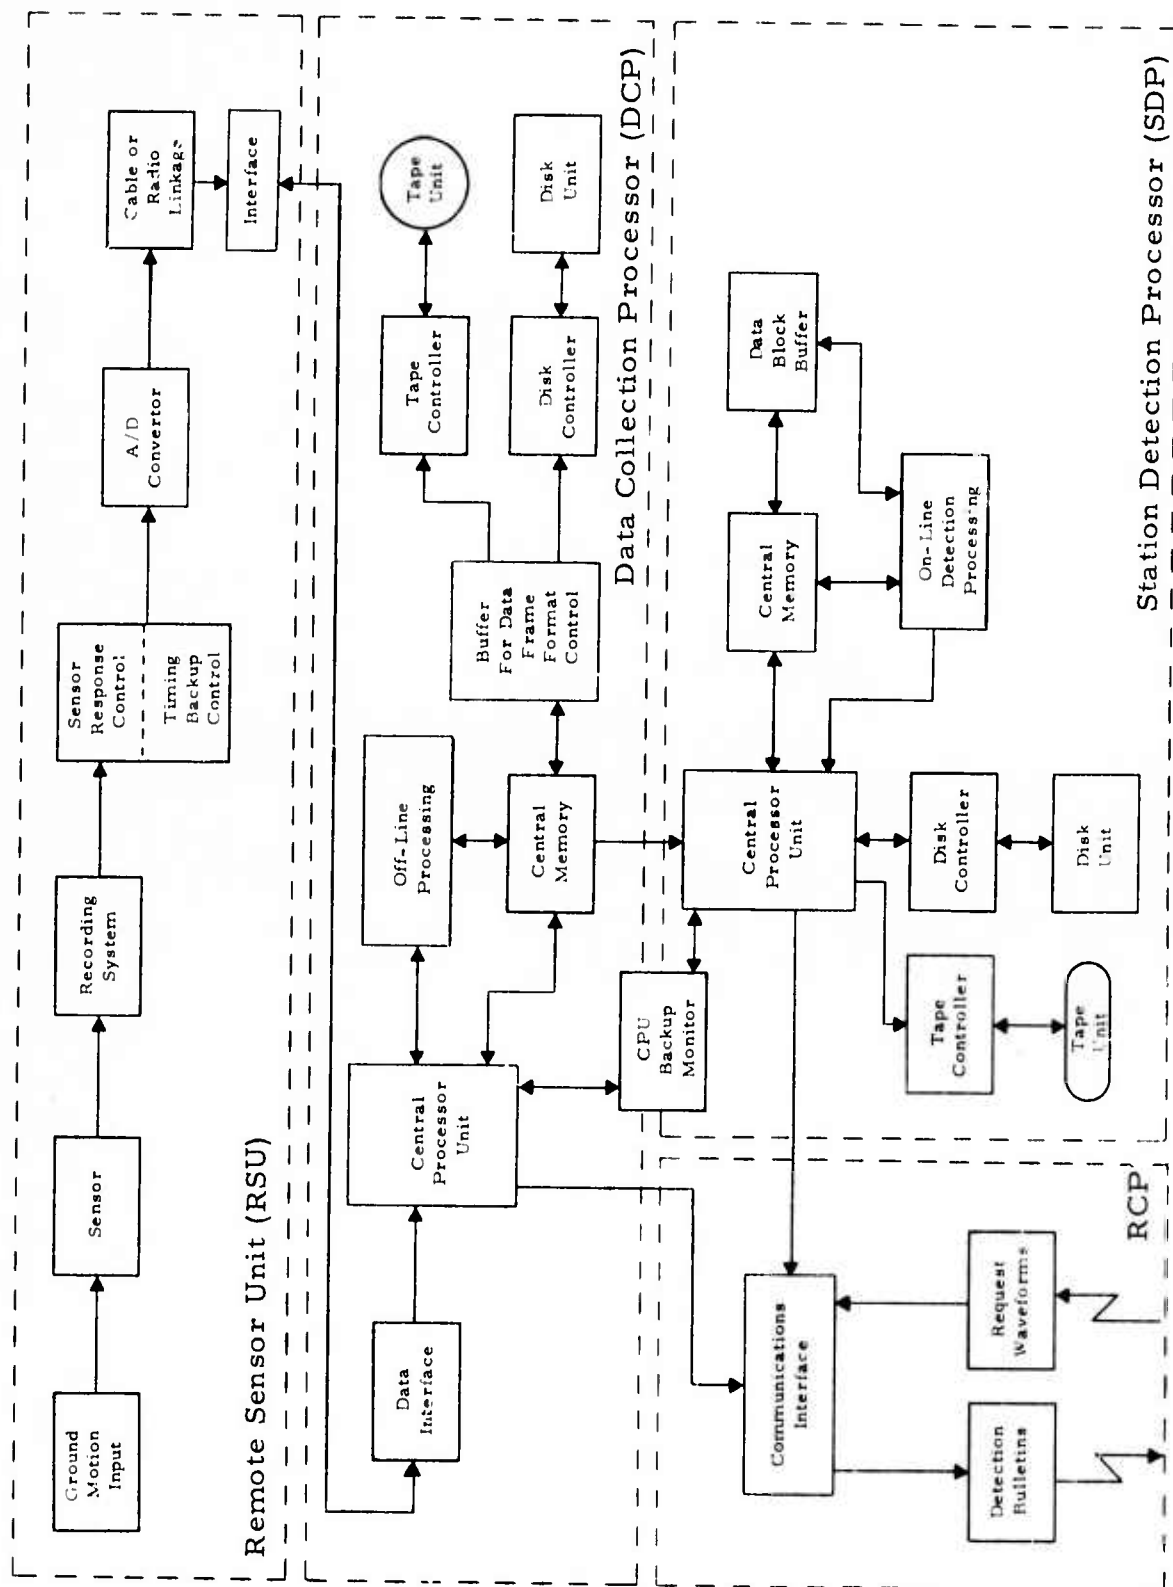 Ground
Motion
Input
Sensor
Recording
System
Sensor
Response
Control
Timing
Backup
Control
A/D
Convertor
Cable or
Radio
Linkage
Interface
Remote Sensor Unit (RSU)
Data
Interface
Central
Processor
Unit
Off-Line
Processing
Central
Memory
Buffer
For Data
Frame
Format
Control
Tape
Controller
Tape
Unit
Disk
Controller
Disk
Unit
Data Collection Processor (DCP)
CPU
Backup
Monitor
Central
Processor
Unit
Central
Memory
Data
Block
Buffer
On-Line
Detection
Processing
Tape
Controller
Tape
Unit
Disk
Controller
Disk
Unit
Station Detection Processor (SDP)
Communications
Interface
Detection
Bulletins
Request
Waveforms
RCP